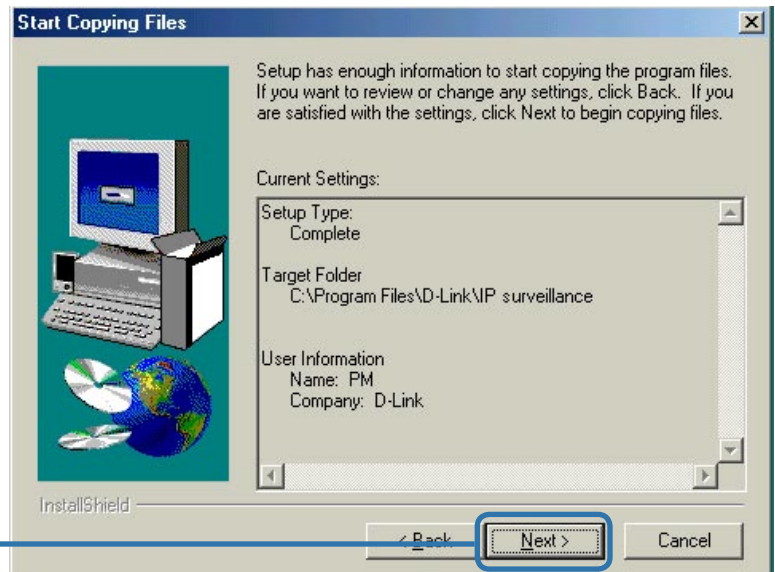 Start Copying Files
Setup has enough information to start copying the program files.
If you want to review or change any settings, click Back. If you
are satisfied with the settings, click Next to begin copying files.
Current Settings:
Setup Type:
Complete
Target Folder
C:\Program Files\D-Link\IP surveillance
User Information
Name: PM
Company: D-Link
InstallShield
< Back
Next >
Cancel